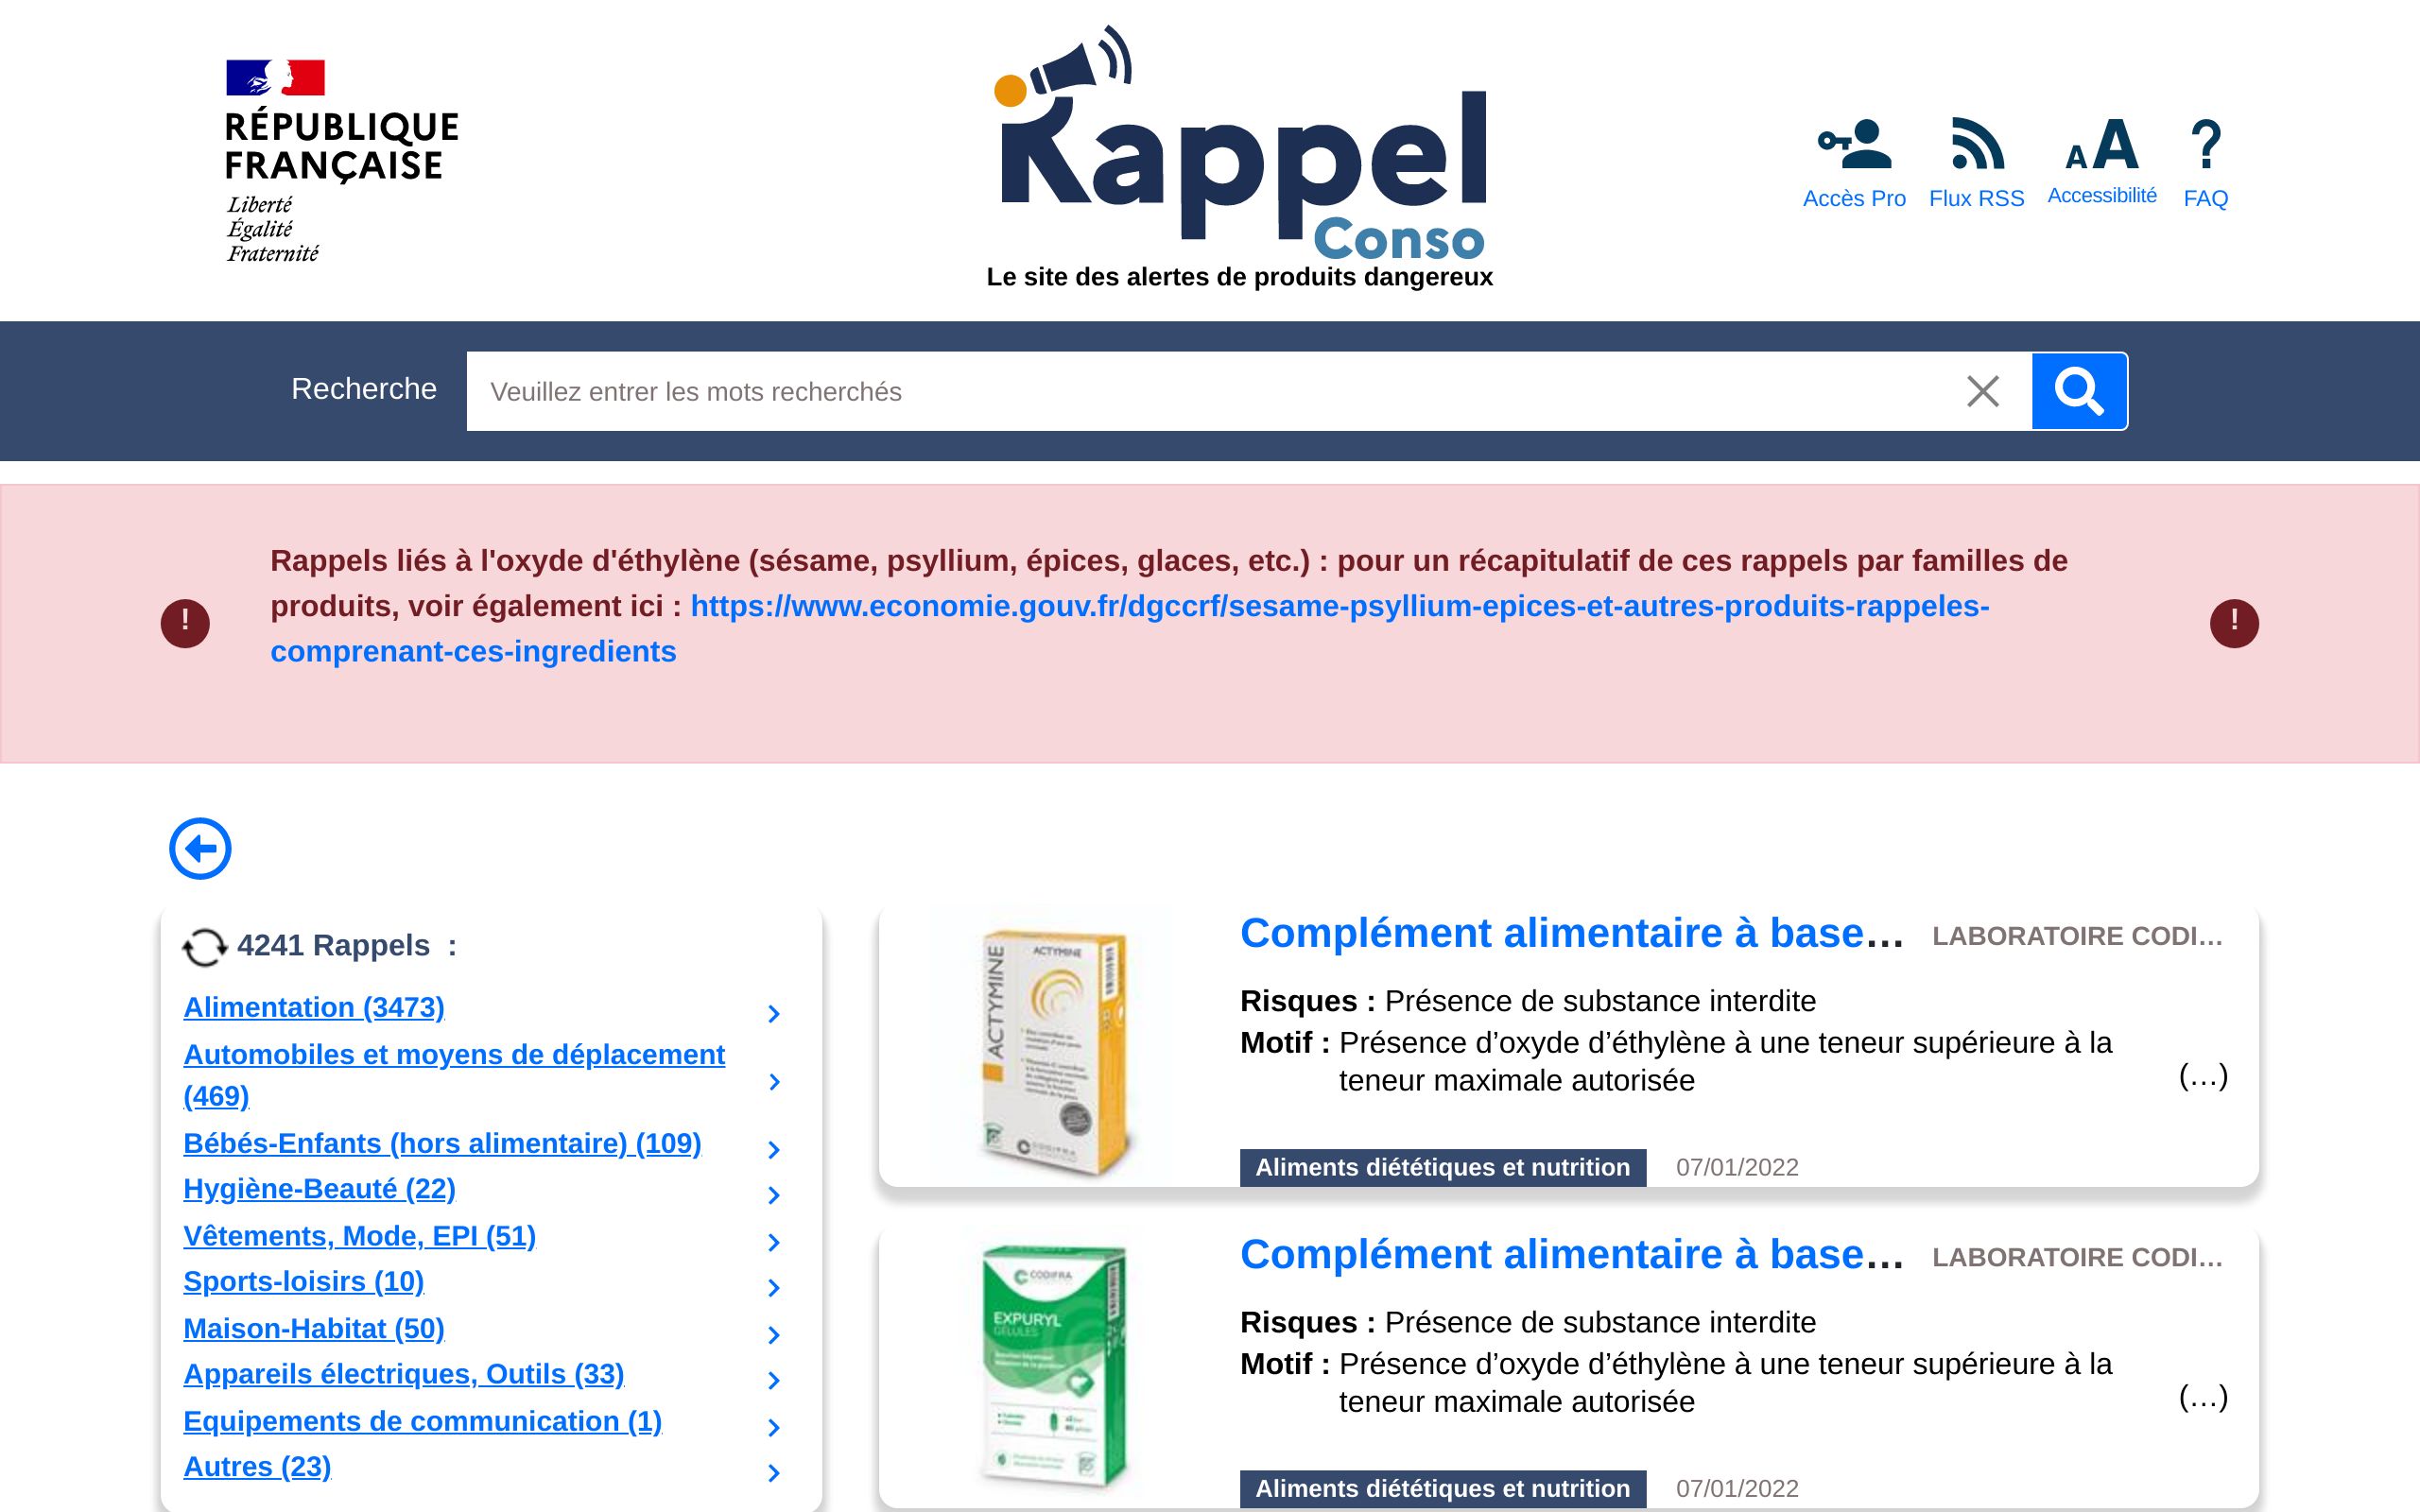 RÉPUBLIQUE
FRANÇAISE
Liberté
Égalité
Fraternité
Rappel
Conso
Le site des alertes de produits dangereux
Accès Pro
Flux RSS
AA
Accessibilité
?
FAQ
Recherche
Veuillez entrer les mots recherchés
Rappels liés à l'oxyde d'éthylène (sésame, psyllium, épices, glaces, etc.) : pour un récapitulatif de ces rappels par familles de
produits, voir également ici : https://www.economie.gouv.fr/dgccrf/sesame-psyllium-epices-et-autres-produits-rappeles-
comprenant-ces-ingredients
!
!
4241 Rappels :
Alimentation (3473)
Automobiles et moyens de déplacement
(469)
Bébés-Enfants (hors alimentaire) (109)
Hygiène-Beauté (22)
Vêtements, Mode, EPI (51)
Sports-loisirs (10)
Maison-Habitat (50)
Appareils électriques, Outils (33)
Equipements de communication (1)
Autres (23)
ACTYMINE
ACTYMINE
CODIFRA
Complément alimentaire à base...
LABORATOIRE CODI...
Risques : Présence de substance interdite
Motif : Présence d’oxyde d’éthylène à une teneur supérieure à la
teneur maximale autorisée
(...)
Aliments diététiques et nutrition
07/01/2022
CODIFRA
EXPURYL
GÉLULES
Complément alimentaire à base...
LABORATOIRE CODI...
Risques : Présence de substance interdite
Motif : Présence d’oxyde d’éthylène à une teneur supérieure à la
teneur maximale autorisée
(...)
Aliments diététiques et nutrition
07/01/2022